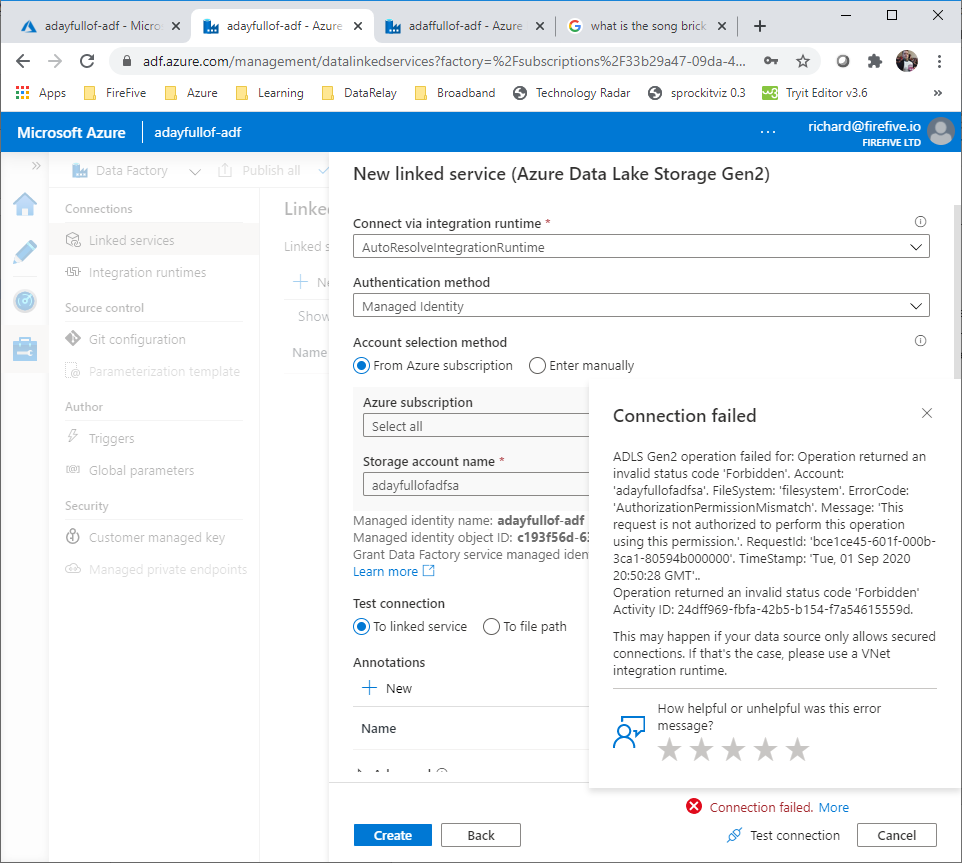 adayfullof-adf - Micro
adayfullof-adf - Azure
adaffullof-adf - Azure
what is the song brick
adf.azure.com/management/datalinkedservices?factory=%2Fsubscriptions%2F33b29a47-09da-4...
Apps
FireFive
Azure
Learning
DataRelay
Broadband
Technology Radar
sprockitviz 0.3
Tryit Editor v3.6
»
Microsoft Azure
adayfullof-adf
...
richard@firefive.io
FIREFIVE LTD
Data Factory
Publish all
Connections
Linked services
Integration runtimes
Source control
Git configuration
Parameterization template
Author
Triggers
Global parameters
Security
Customer managed key
Managed private endpoints
Linked s
Show
Name
New linked service (Azure Data Lake Storage Gen2)
Connect via integration runtime *
AutoResolveIntegrationRuntime
Authentication method
Managed Identity
Account selection method
From Azure subscription
Enter manually
Azure subscription
Select all
Storage account name *
adayfullofadfsa
Managed identity name: adayfullof-adf
Managed identity object ID: c193f56d-63
Grant Data Factory service managed iden
Learn more
Test connection
To linked service
To file path
Annotations
New
Name
Connection failed
ADLS Gen2 operation failed for: Operation returned an
invalid status code 'Forbidden'. Account:
'adayfullofadfsa'. FileSystem: 'filesystem'. ErrorCode:
'AuthorizationPermissionMismatch'. Message: 'This
request is not authorized to perform this operation
using this permission.'. RequestId: 'bce1ce45-601f-000b-
3ca1-80594b000000'. TimeStamp: 'Tue, 01 Sep 2020
20:50:28 GMT'..
Operation returned an invalid status code 'Forbidden'
Activity ID: 24dff969-fbfa-42b5-b154-f7a54615559d.
This may happen if your data source only allows secured
connections. If that's the case, please use a VNet
integration runtime.
How helpful or unhelpful was this error
message?
Connection failed. More
Create
Back
Test connection
Cancel